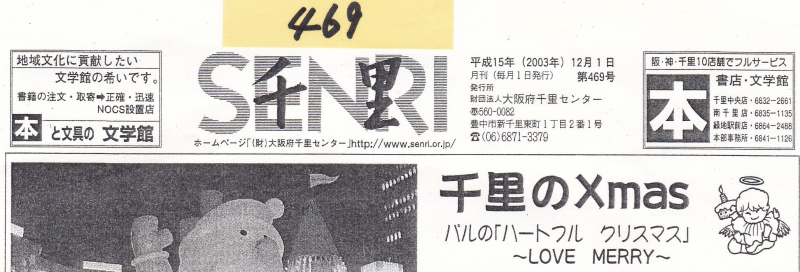 469
地域文化に貢献したい
文学館の希いです。
書籍の注文・取寄➡正確・迅速
NOCS設置店
本 と文具の 文学館
SENRI
千里
ホームページ「(財)大阪府千里センター」http://www.senri.or.jp/
平成15年（2003年）12月1日
月刊（毎月1日発行） 第469号
発行所
財団法人大阪府千里センター
〠560-0082
豊中市新千里東町1丁目2番1号
☎(06)6871-3379
阪・神・千里10店舗でフルサービス
本
書店・文学館
千里中央店・6832-2661
南千里店・6835-1135
緑地駅前店・6864-2488
本部事務所・6841-1126
千里のXmas
パルの「ハートフル クリスマス」
～LOVE MERRY～